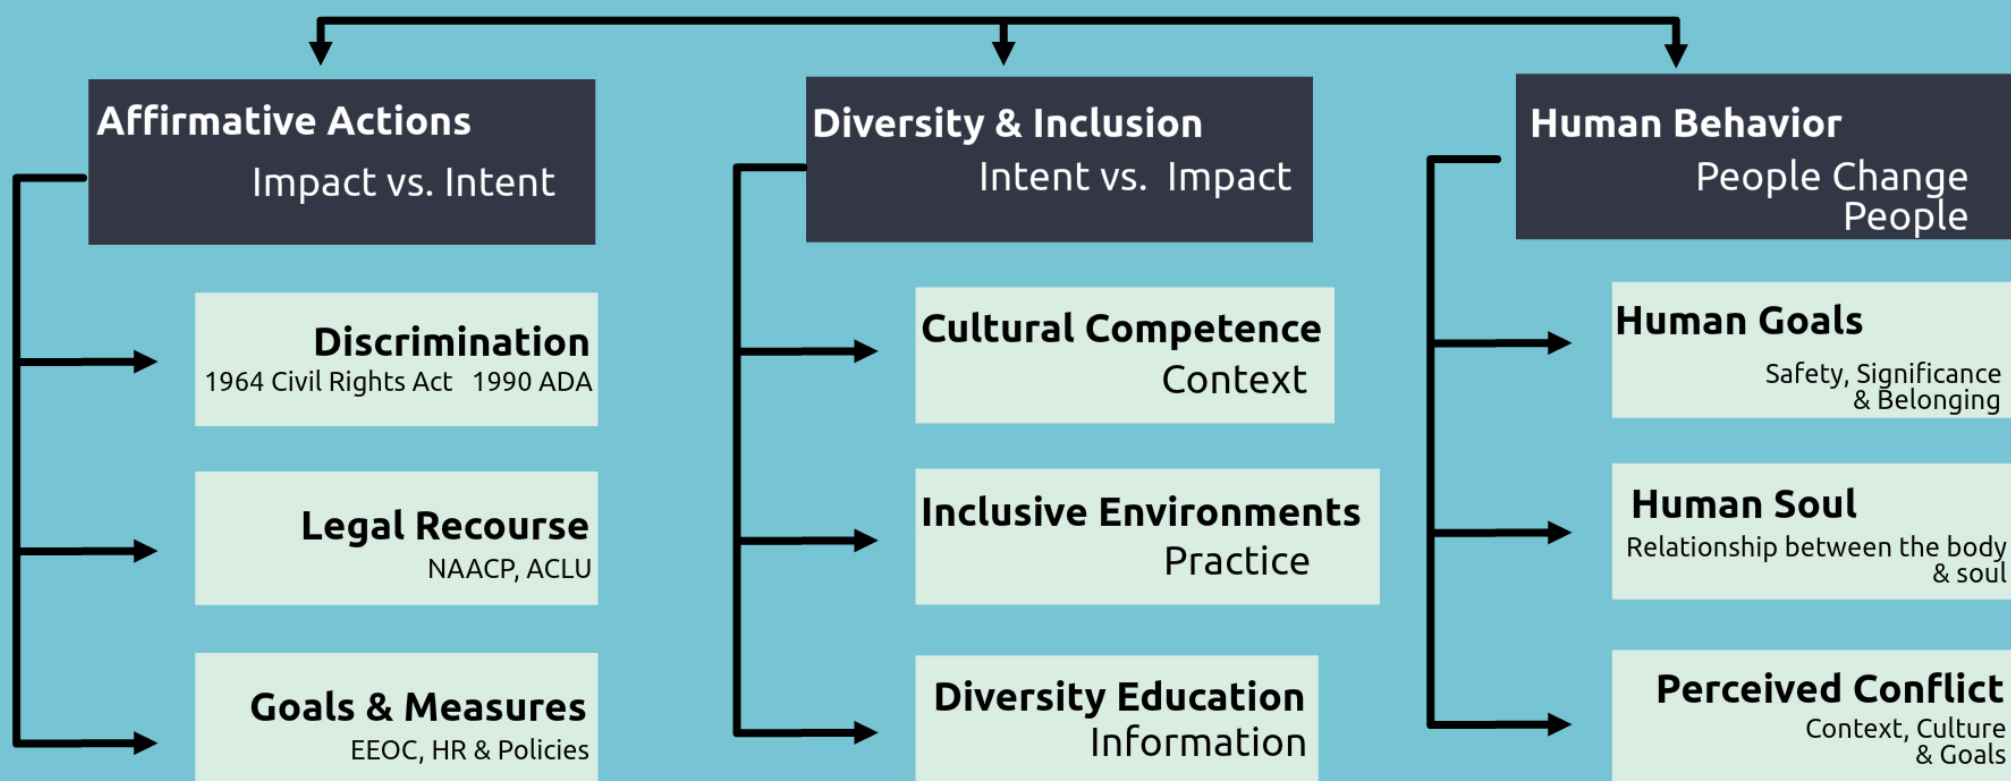 Affirmative Actions
Impact vs. Intent
Discrimination
1964 Civil Rights Act 1990 ADA
Legal Recourse
NAACP, ACLU
Goals & Measures
EEOC, HR & Policies
Diversity & Inclusion
Intent vs. Impact
Cultural Competence
Context
Inclusive Environments
Practice
Diversity Education
Information
Human Behavior
People Change
People
Human Goals
Safety, Significance
& Belonging
Human Soul
Relationship between the body
& soul
Perceived Conflict
Context, Culture
& Goals